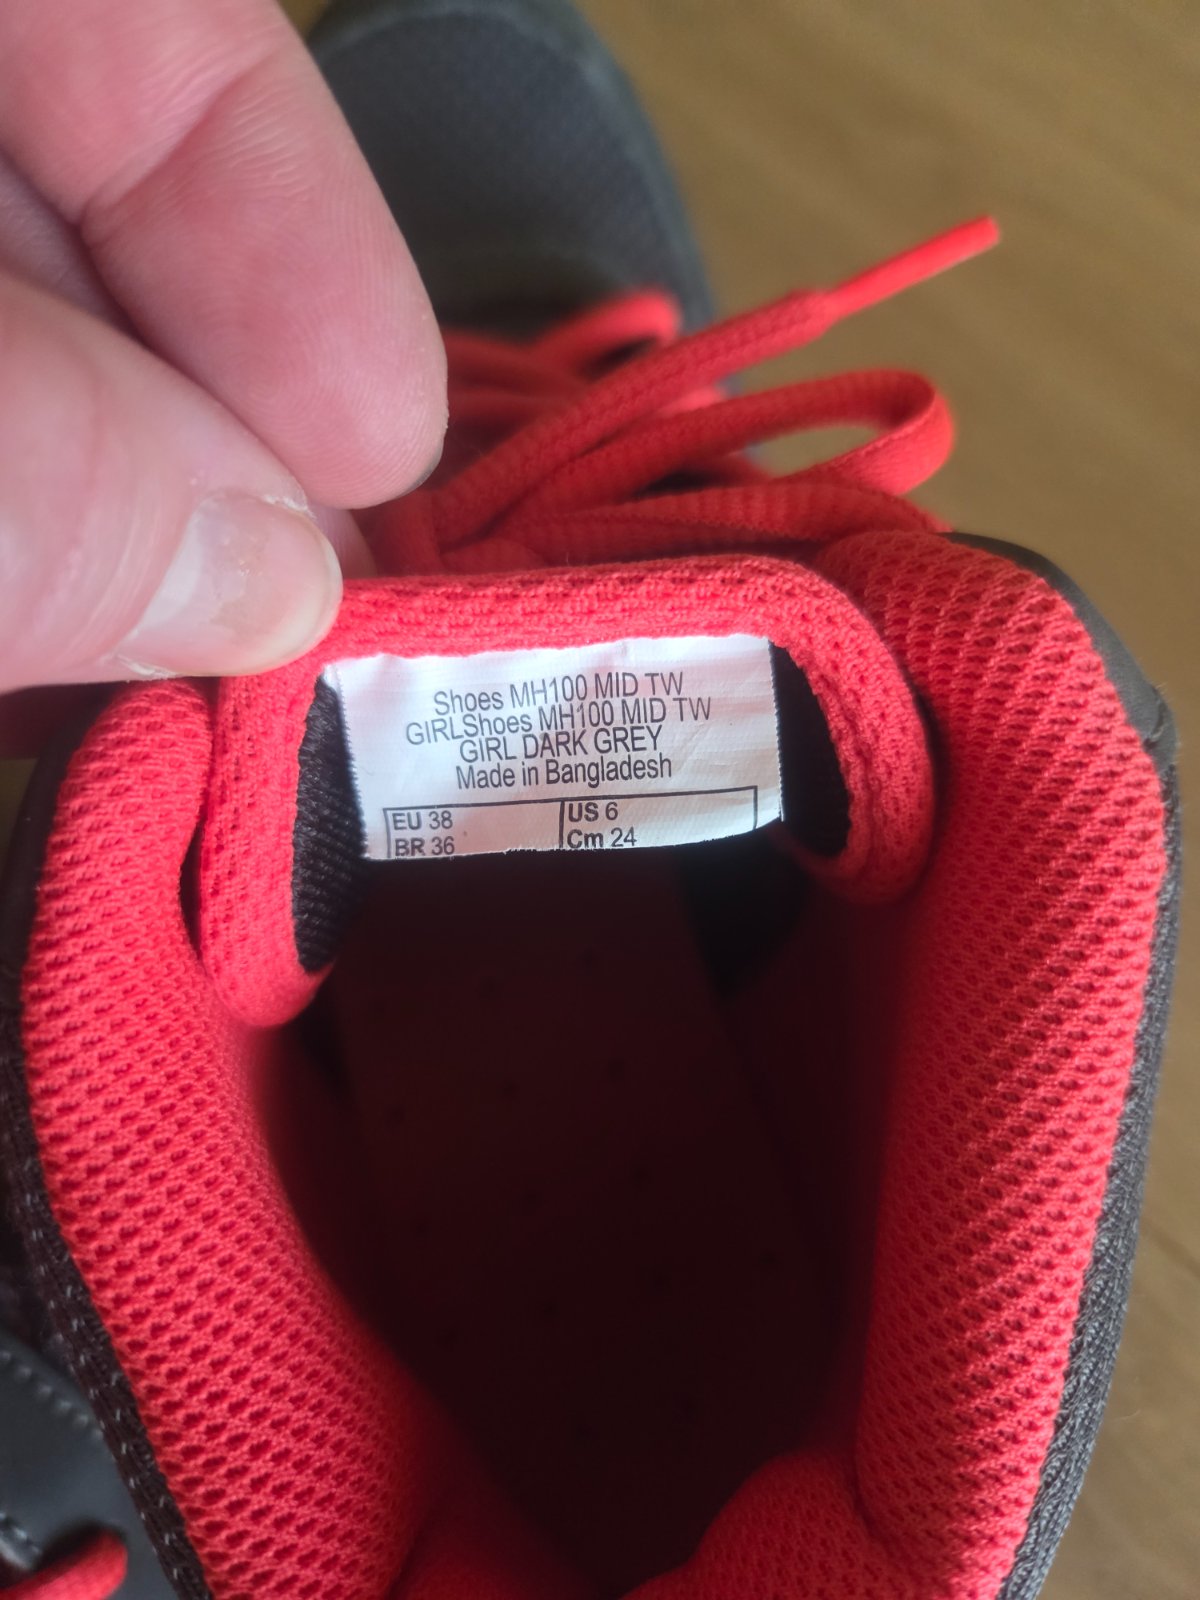 Shoes MH100 MID TW
GIRLShoes MH100 MID TW
GIRL DARK GREY
Made in Bangladesh
EU 38 US 6
BR 36 Cm 24